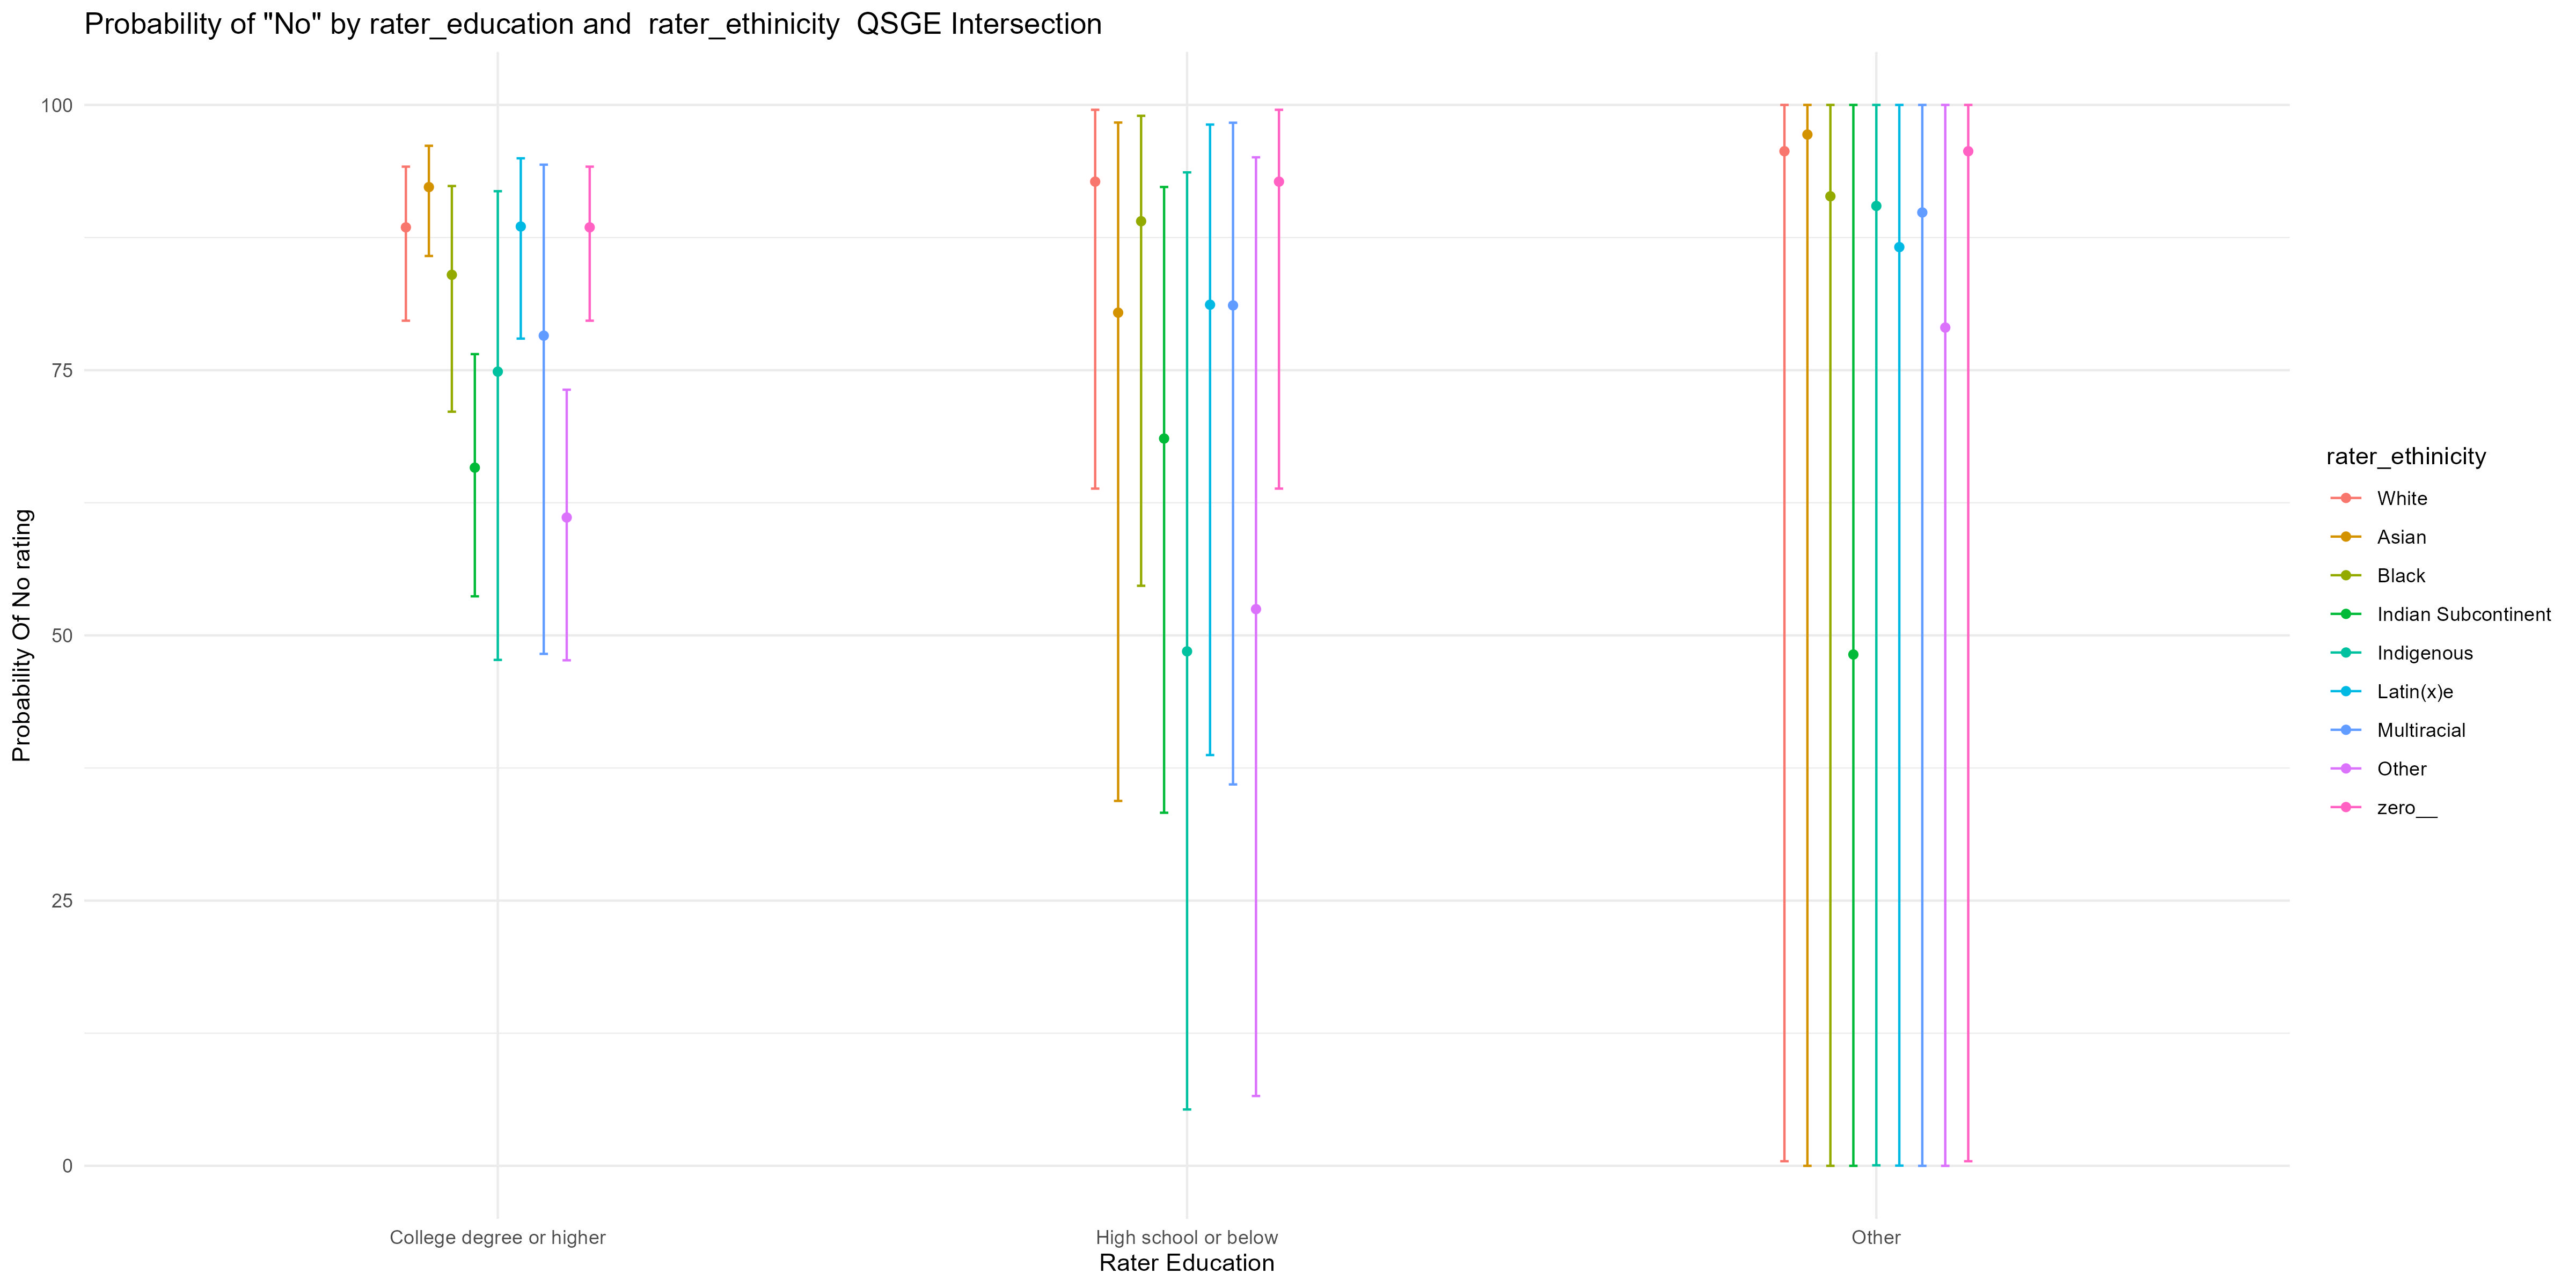 Probability of "No" by rater_education and  rater_ethinicity  QSGE Intersection
100
75
50
25
0
Probability Of No rating
College degree or higher
High school or below
Other
Rater Education
rater_ethinicity
White
Asian
Black
Indian Subcontinent
Indigenous
Latin(x)e
Multiracial
Other
zero__